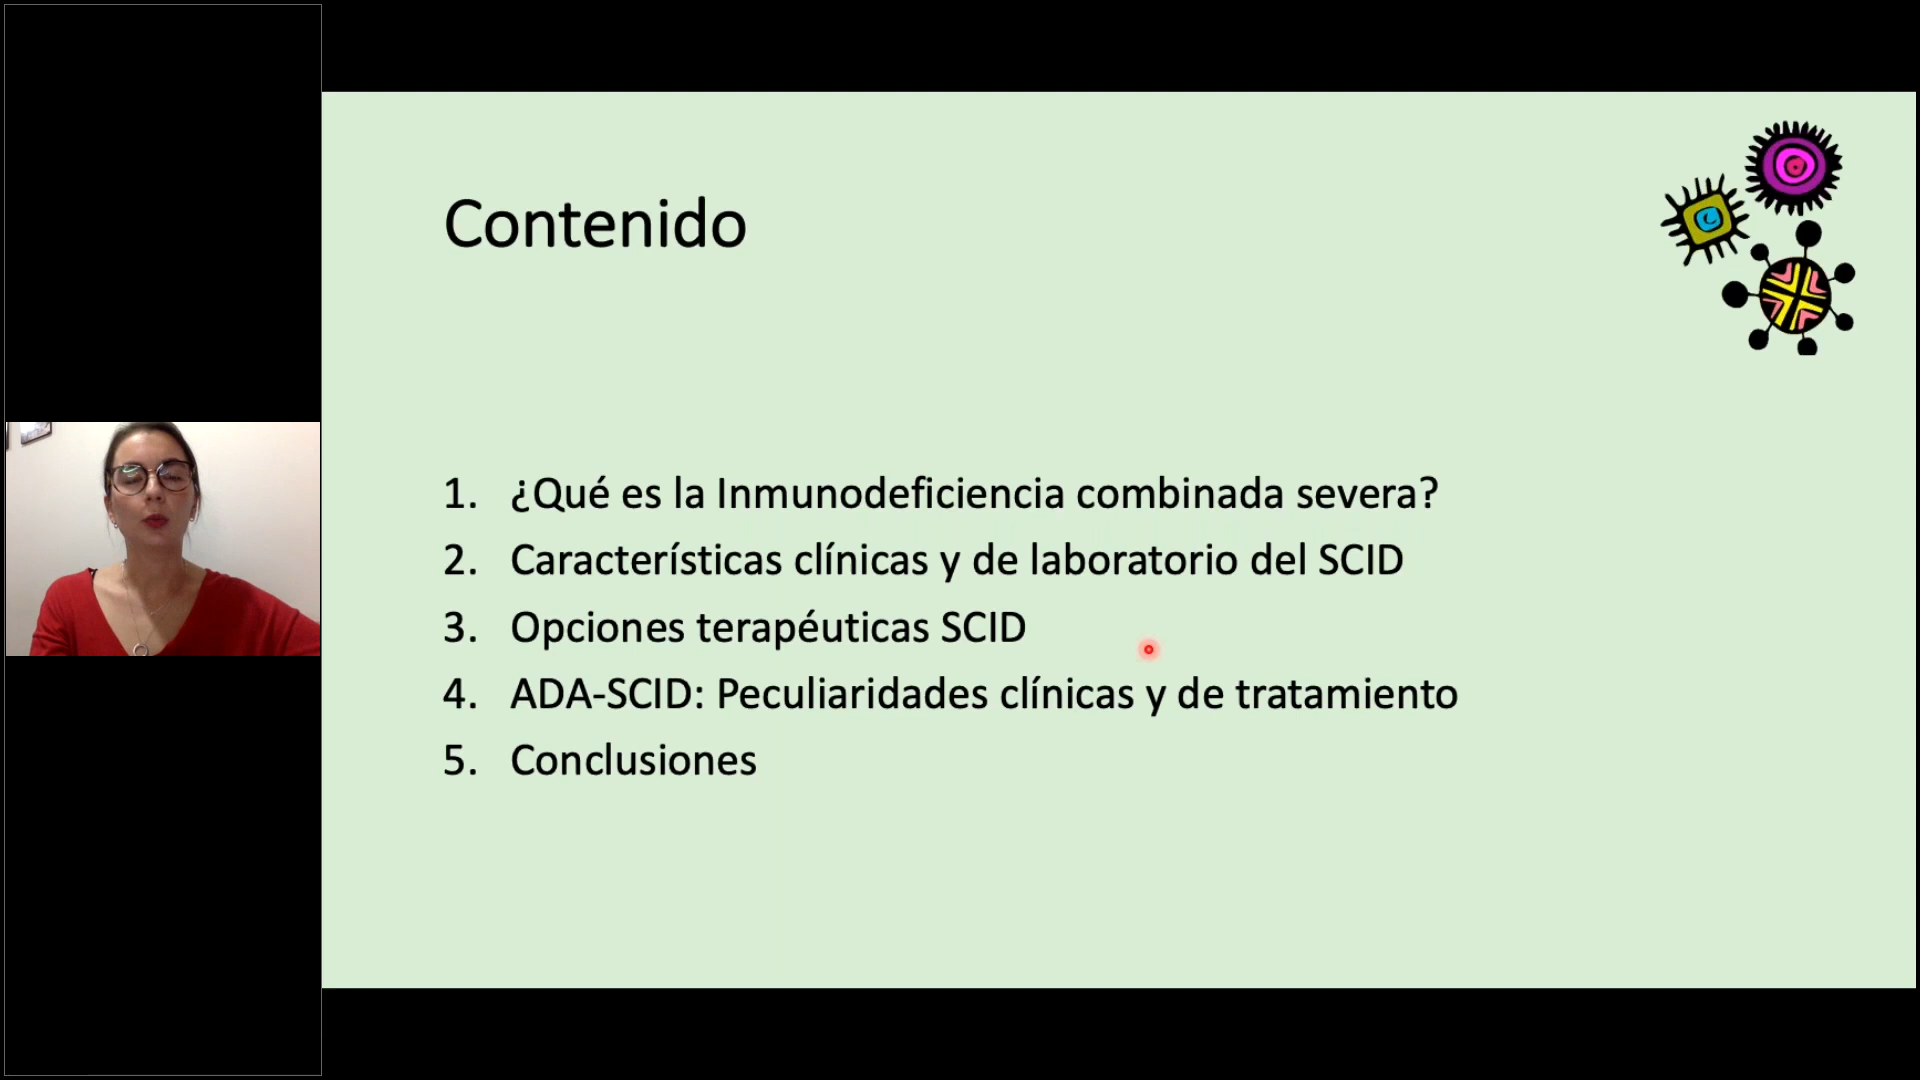 Contenido
1. ¿Qué es la Inmunodeficiencia combinada severa?
2. Características clínicas y de laboratorio del SCID
3. Opciones terapéuticas SCID
4. ADA-SCID: Peculiaridades clínicas y de tratamiento
5. Conclusiones